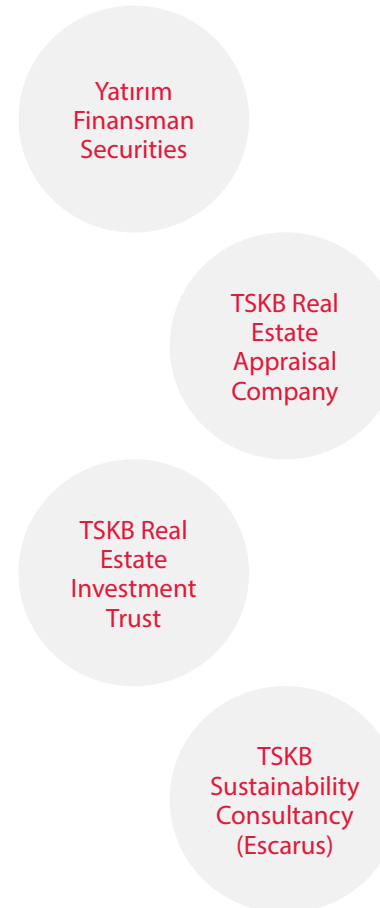 Yatırım
Finansman
Securities
TSKB Real
Estate
Appraisal
Company
TSKB Real
Estate
Investment
Trust
TSKB
Sustainability
Consultancy
(Escarus)